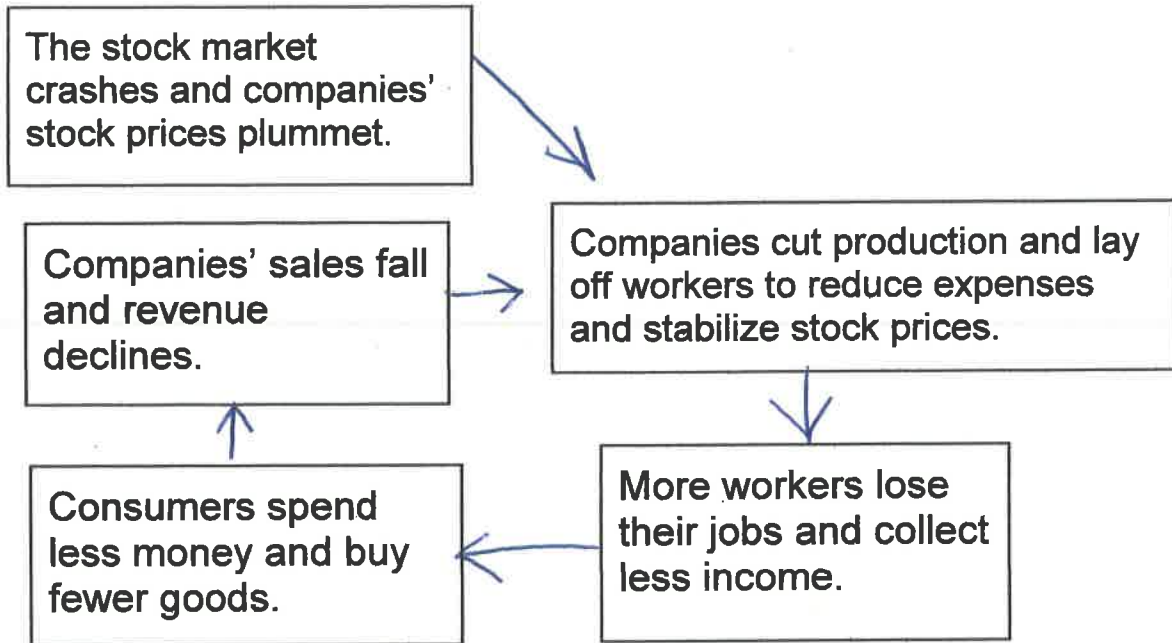 The stock market
crashes and companies’
stock prices plummet.
Companies cut production and lay
off workers to reduce expenses
and stabilize stock prices.
More workers lose
their jobs and collect
less income.
Consumers spend
less money and buy
fewer goods.
Companies’ sales fall
and revenue
declines.